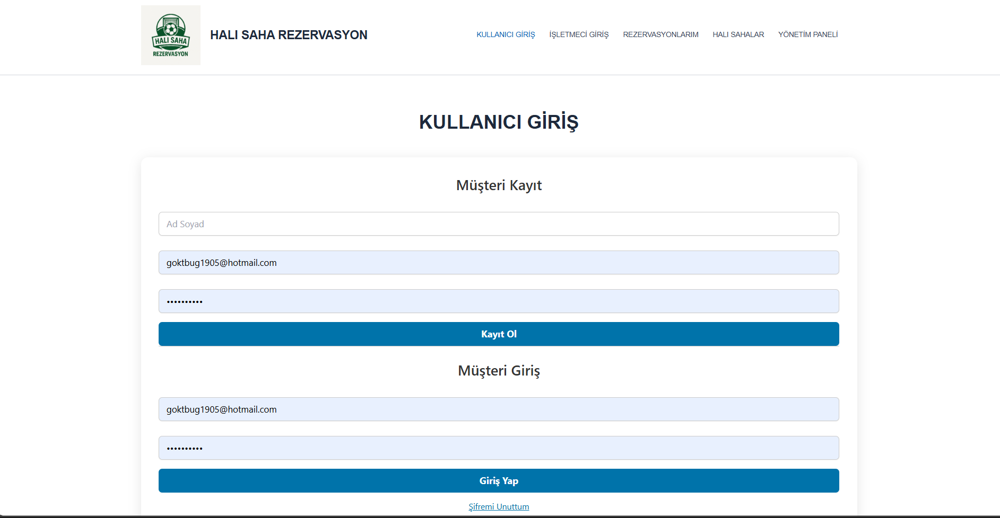 HALI SAHA
REZERVASYON
HALI SAHA REZERVASYON
KULLANICI GİRİŞ
İŞLETMECİ GİRİŞ
REZERVASYONLARIM
HALI SAHALAR
YÖNETİM PANELİ
KULLANICI GİRİŞ
Müşteri Kayıt
Ad Soyad
goktbug1905@hotmail.com
••••••••••
Kayıt Ol
Müşteri Giriş
goktbug1905@hotmail.com
••••••••••
Giriş Yap
Şifremi Unuttum